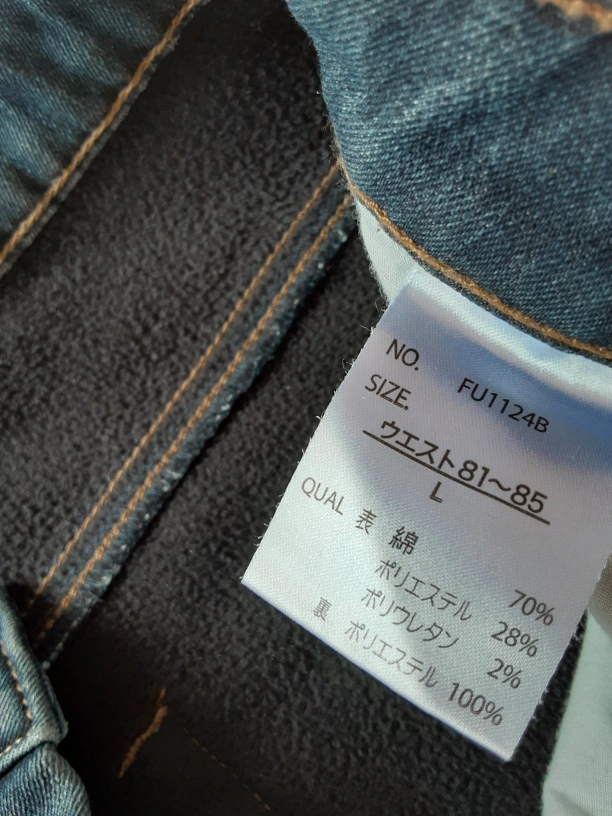 NO. FU1124B
SIZE.
ウエスト81～85
L
QUAL 表 綿 70%
ポリエステル 28%
ポリウレタン 2%
裏 ポリエステル 100%